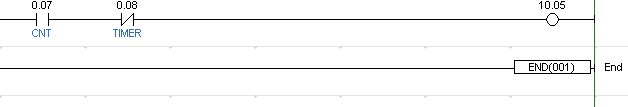 0.07 0.08 10.05
CNT TIMER
END(001) End